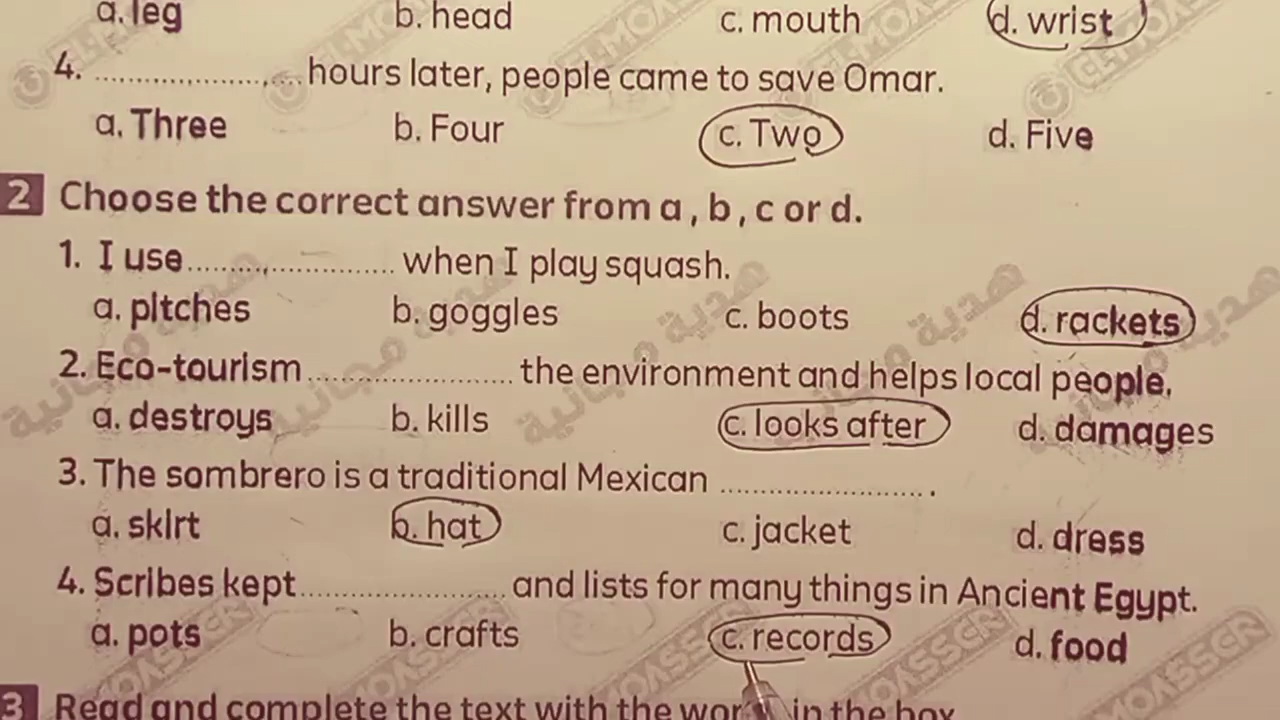 a. leg b. head c. mouth d. wrist
4. .......................... hours later, people came to save Omar.
a. Three b. Four c. Two d. Five
2 Choose the correct answer from a , b , c or d.
1. I use .......................... when I play squash.
a. pitches b. goggles c. boots d. rackets
2. Eco-tourism .......................... the environment and helps local people.
a. destroys b. kills c. looks after d. damages
3. The sombrero is a traditional Mexican .......................... .
a. skirt b. hat c. jacket d. dress
4. Scribes kept .......................... and lists for many things in Ancient Egypt.
a. pots b. crafts c. records d. food
3 Read and complete the text with the in the box
هدية مجانية
ELMOASSER